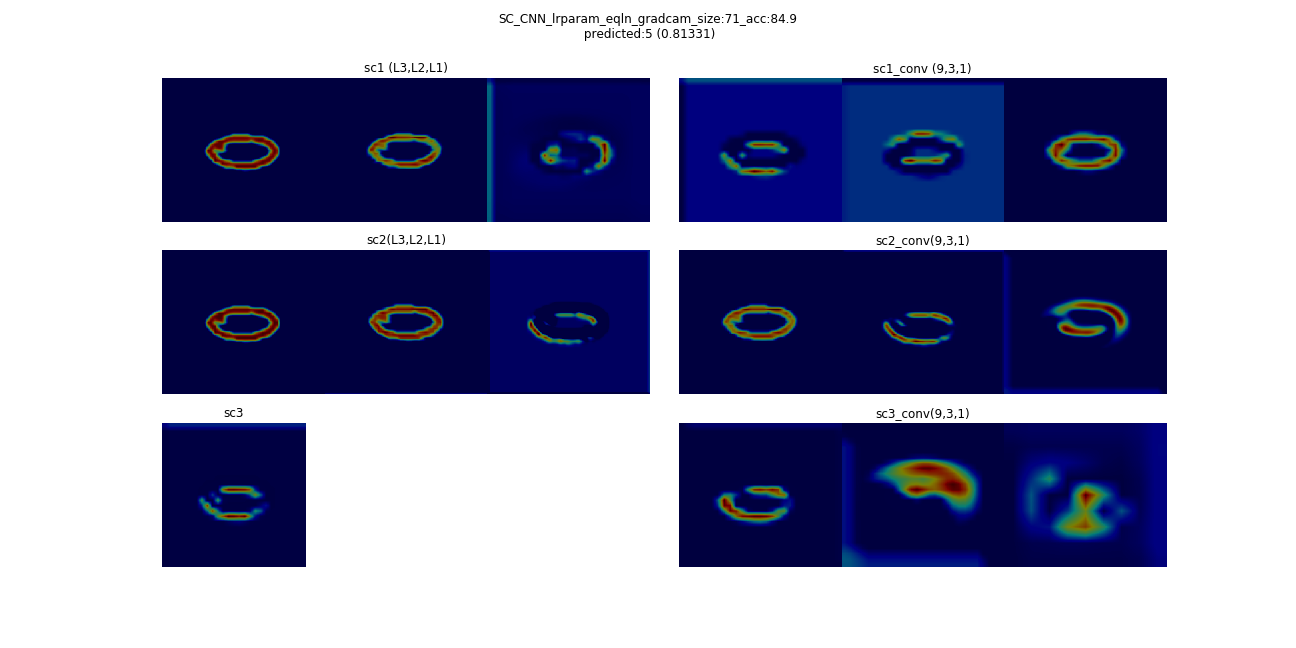 SC_CNN_lrparam_eqln_gradcam_size:71_acc:84.9
predicted:5 (0.81331)
sc1 (L3,L2,L1)
sc1_conv (9,3,1)
sc2(L3,L2,L1)
sc2_conv(9,3,1)
sc3
sc3_conv(9,3,1)